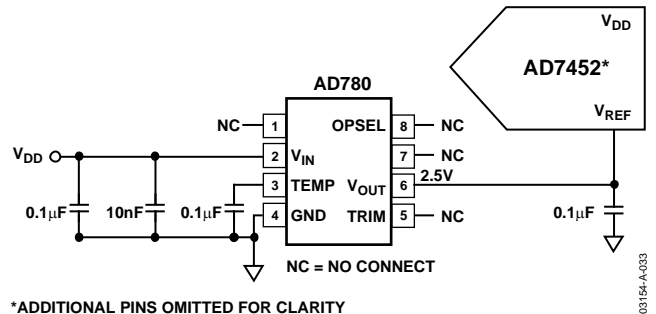 V_DD
AD7452*
V_REF
AD780
NC 1 OPSEL 8 NC
7 NC
V_DD 2 V_IN
3 TEMP V_OUT 6 2.5V
0.1μF 10nF 0.1μF 4 GND TRIM 5 NC 0.1μF
NC = NO CONNECT
*ADDITIONAL PINS OMITTED FOR CLARITY
03154-A-033